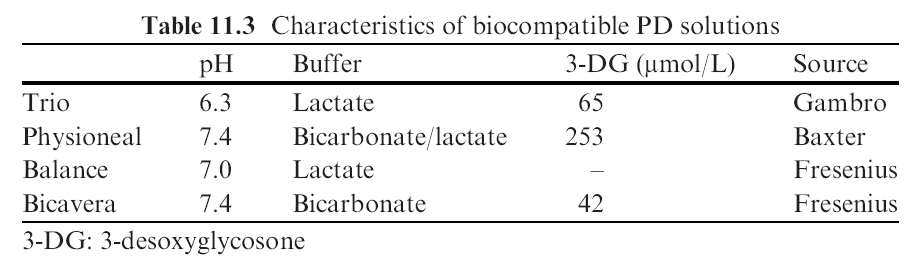 Table 11.3 Characteristics of biocompatible PD solutions
pH Buffer 3-DG (μmol/L) Source
Trio 6.3 Lactate 65 Gambro
Physioneal 7.4 Bicarbonate/lactate 253 Baxter
Balance 7.0 Lactate – Fresenius
Bicavera 7.4 Bicarbonate 42 Fresenius
3-DG: 3-desoxyglycosone